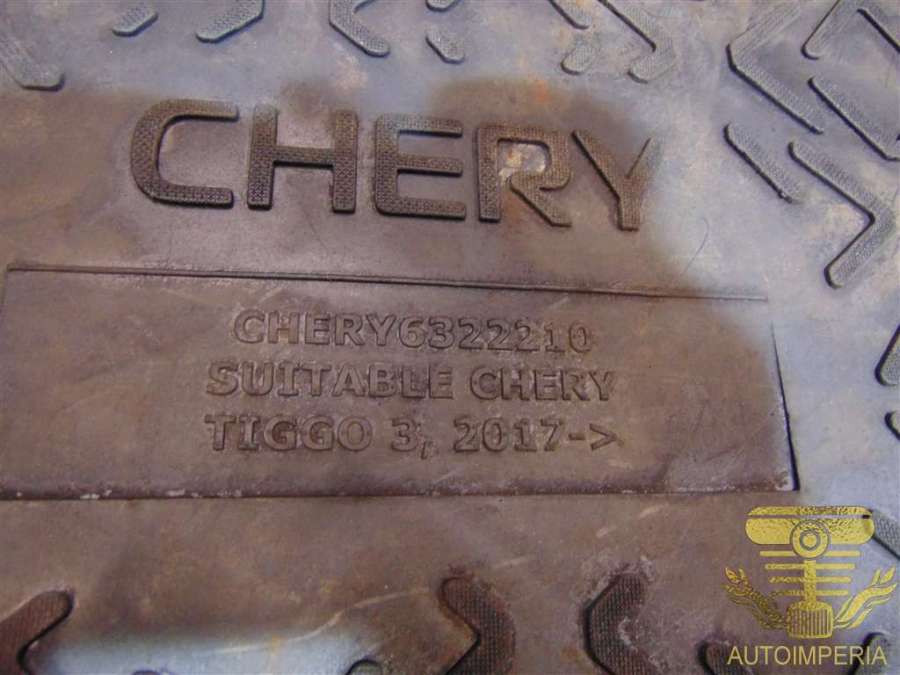 CHERY
CHERY6322210
SUITABLE CHERY
TIGGO 3, 2017->
AUTOIMPERIA